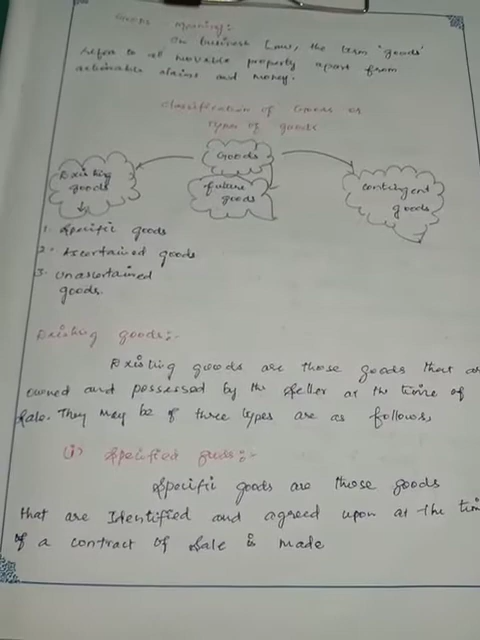 Goods meaning:
In business Law, the term 'goods'
refers to all movable property apart from
actionable claims and money.
Classification of Goods or
types of goods
Goods
Existing
goods
Future
goods
Contingent
goods
1. Specific goods
2. Ascertained goods
3. Unascertained
goods.
Existing goods:-
Existing goods are those goods that ar
owned and possessed by the seller at the time of
sale. They may be of three types are as follows,
(i) Specified goods:-
Specific goods are those goods
that are Identified and agreed upon at the tim
of a contract of sale is made